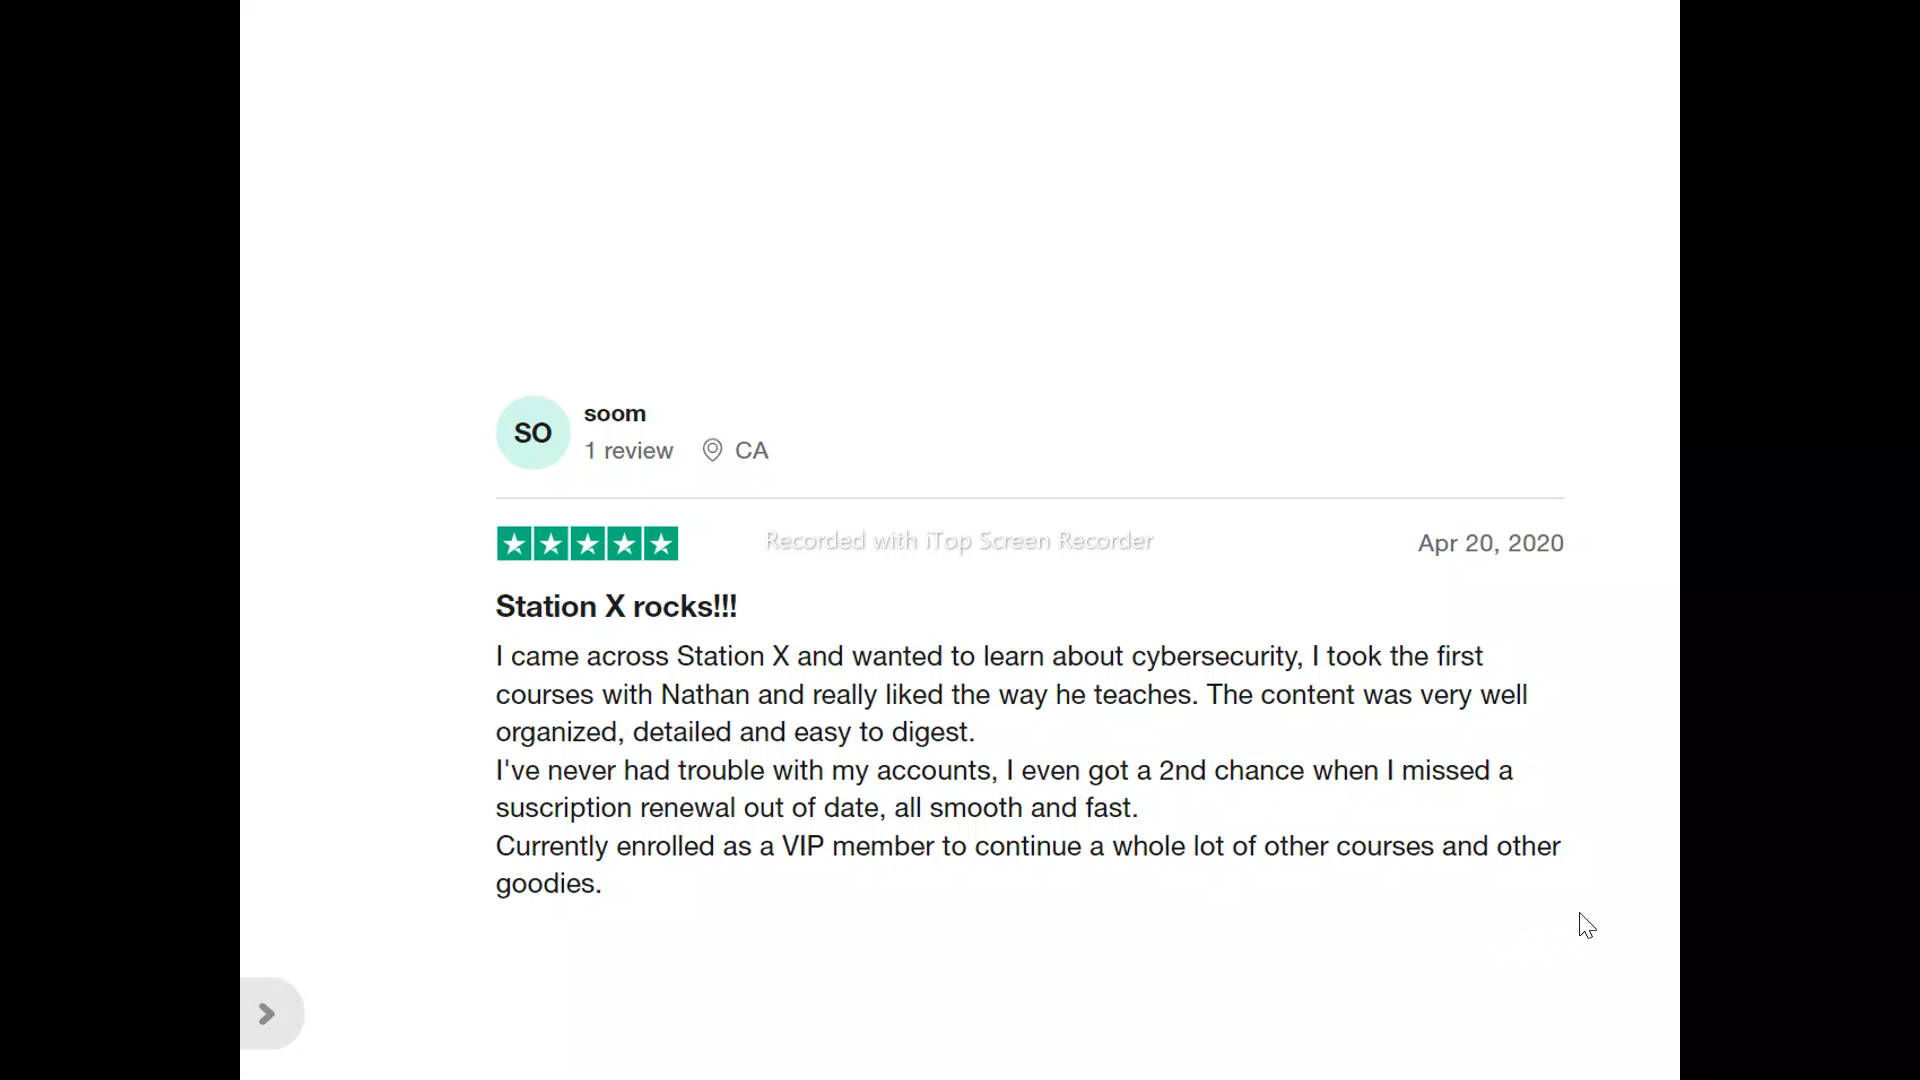 SO
soom
1 review CA
Recorded with iTop Screen Recorder
Apr 20, 2020
Station X rocks!!!
I came across Station X and wanted to learn about cybersecurity, I took the first
courses with Nathan and really liked the way he teaches. The content was very well
organized, detailed and easy to digest.
I've never had trouble with my accounts, I even got a 2nd chance when I missed a
suscription renewal out of date, all smooth and fast.
Currently enrolled as a VIP member to continue a whole lot of other courses and other
goodies.